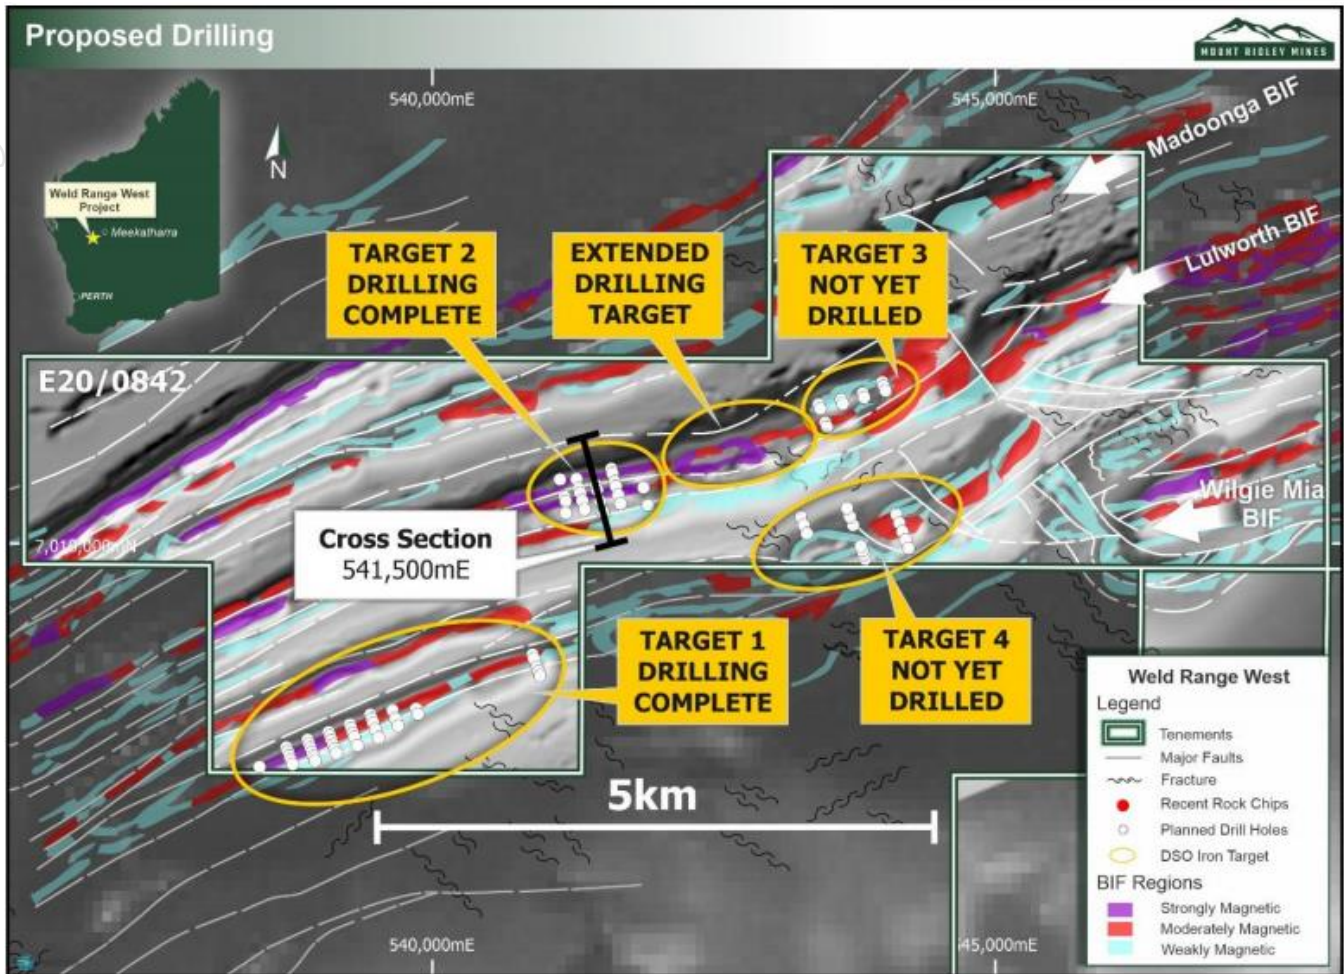 Proposed Drilling
MOUNT RIDLEY MINES
540,000mE
545,000mE
Madoonga BIF
Lulworth BIF
N
Weld Range West
Project
Meekatharra
PERTH
TARGET 2
DRILLING
COMPLETE
EXTENDED
DRILLING
TARGET
TARGET 3
NOT YET
DRILLED
E20/0842
Wilgie Mia
BIF
Cross Section
541,500mE
TARGET 1
DRILLING
COMPLETE
TARGET 4
NOT YET
DRILLED
5km
Weld Range West
Legend
Tenements
Major Faults
Fracture
Recent Rock Chips
Planned Drill Holes
DSO Iron Target
BIF Regions
Strongly Magnetic
Moderately Magnetic
Weakly Magnetic
540,000mE
545,000mE